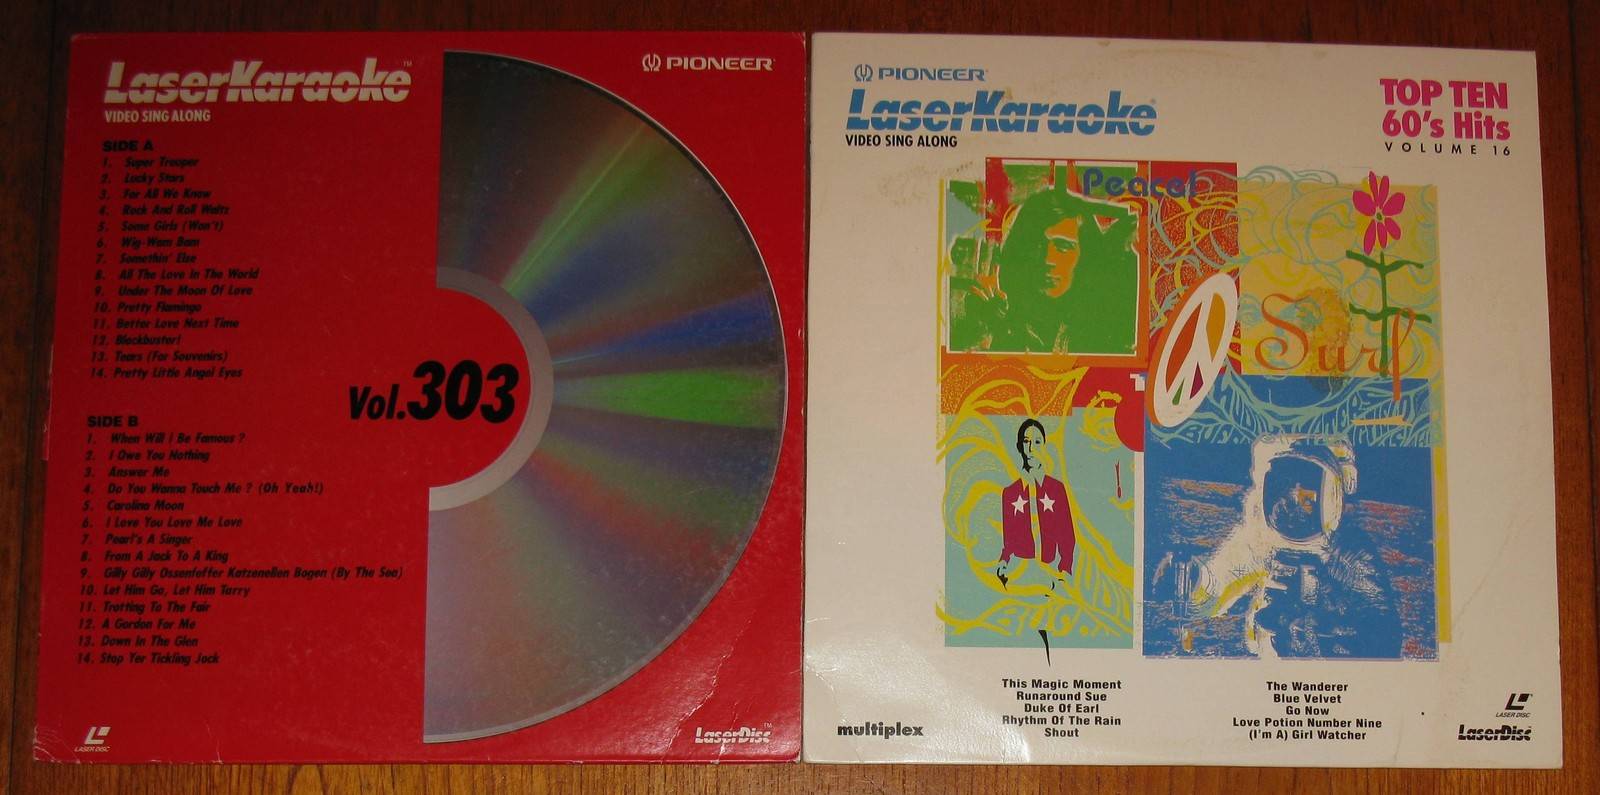 LaserKaraoke™
VIDEO SING ALONG
PIONEER®
SIDE A
1. Super Trouper
2. Lucky Stars
3. For All We Know
4. Rock And Roll Waltz
5. Some Girls (Won't)
6. Wig-Wam Bam
7. Somethin' Else
8. All The Love In The World
9. Under The Moon Of Love
10. Pretty Flamingo
11. Better Love Next Time
12. Blockbuster!
13. Tears (For Souvenirs)
14. Pretty Little Angel Eyes
Vol.303
SIDE B
1. When Will I Be Famous ?
2. I Owe You Nothing
3. Answer Me
4. Do You Wanna Touch Me ? (Oh Yeah!)
5. Carolina Moon
6. I Love You Love Me Love
7. Pearl's A Singer
8. From A Jack To A King
9. Gilly Gilly Ossenfeffer Katzenellen Bogen (By The Sea)
10. Let Him Go, Let Him Tarry
11. Trotting To The Fair
12. A Gordon For Me
13. Down In The Glen
14. Stop Yer Tickling Jock
LASER DISC
LaserDisc™
PIONEER®
LaserKaraoke®
VIDEO SING ALONG
TOP TEN
60's Hits
VOLUME 16
Peace!
Surf
BUS.
This Magic Moment
Runaround Sue
Duke Of Earl
Rhythm Of The Rain
Shout
The Wanderer
Blue Velvet
Go Now
Love Potion Number Nine
(I'm A) Girl Watcher
multiplex
LASER DISC
LaserDisc